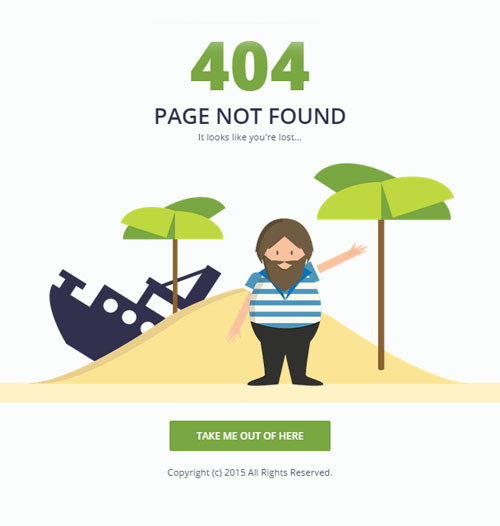 404
PAGE NOT FOUND
It looks like you're lost...
TAKE ME OUT OF HERE
Copyright (c) 2015 All Rights Reserved.